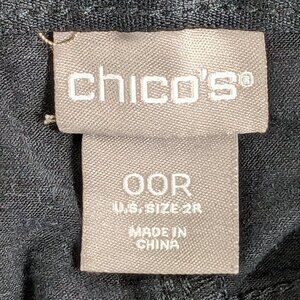 chico's®
OOR
U.S. SIZE 2R
MADE IN
CHINA